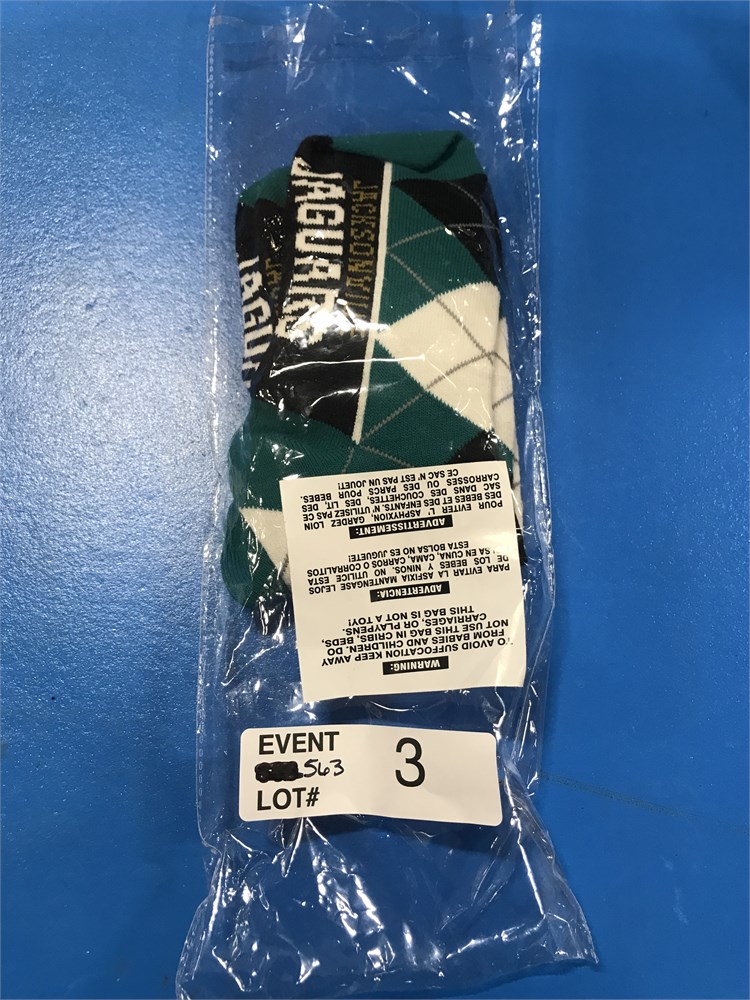 JACKSONVILLE
JAGUARS
JAGU
WARNING:
TO AVOID SUFFOCATION KEEP AWAY
FROM BABIES AND CHILDREN. DO
NOT USE THIS BAG IN CRIBS, BEDS,
CARRIAGES, OR PLAYPENS.
THIS BAG IS NOT A TOY!
ADVERTENCIA:
PARA EVITAR LA ASFIXIA MANTENGASE LEJOS
DE LOS BEBES Y NINOS. NO UTILICE ESTA
EN CUNA, CAMA, CARROS O CORRALITOS
ESTA BOLSA NO ES JUGUETE!
ADVERTISSEMENT:
POUR EVITER L' ASPHYXION, GARDEZ LOIN
DES BEBES ET DES ENFANTS. N' UTILISEZ PAS CE
SAC DANS DES COUCHETTES, DES, LIT, DES
CARROSSES OU DES PARCS POUR BEBES.
CE SAC N' EST PAS UN JOUET!
EVENT
563
LOT#
3